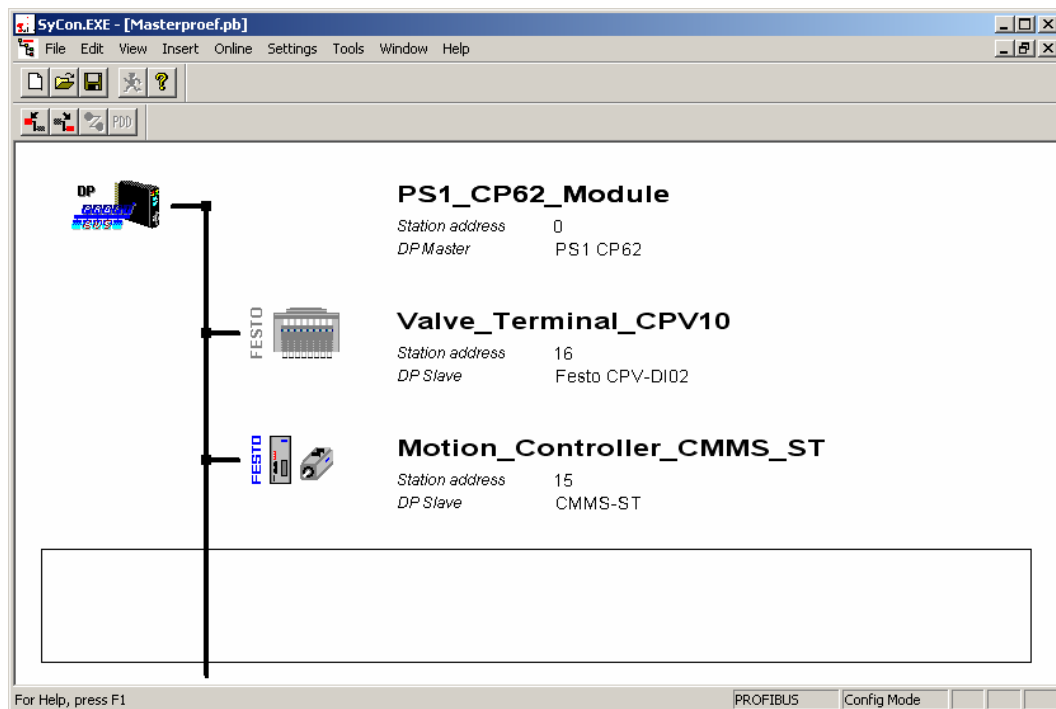 SyCon.EXE - [Masterproef.pb]
File Edit View Insert Online Settings Tools Window Help
PDD
DP
PS1_CP62_Module
Station address 0
DP Master PS1 CP62
FESTO
Valve_Terminal_CPV10
Station address 16
DP Slave Festo CPV-DI02
FESTO
Motion_Controller_CMMS_ST
Station address 15
DP Slave CMMS-ST
For Help, press F1 PROFIBUS Config Mode